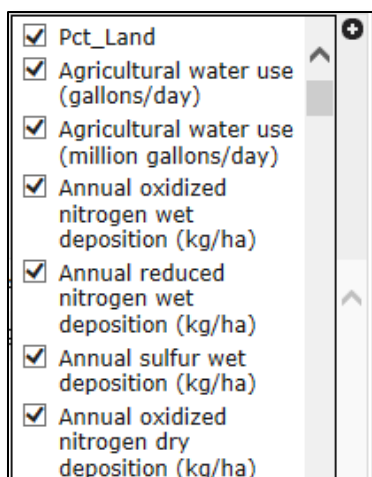 Pct_Land
Agricultural water use
(gallons/day)
Agricultural water use
(million gallons/day)
Annual oxidized
nitrogen wet
deposition (kg/ha)
Annual reduced
nitrogen wet
deposition (kg/ha)
Annual sulfur wet
deposition (kg/ha)
Annual oxidized
nitrogen dry
deposition (kg/ha)